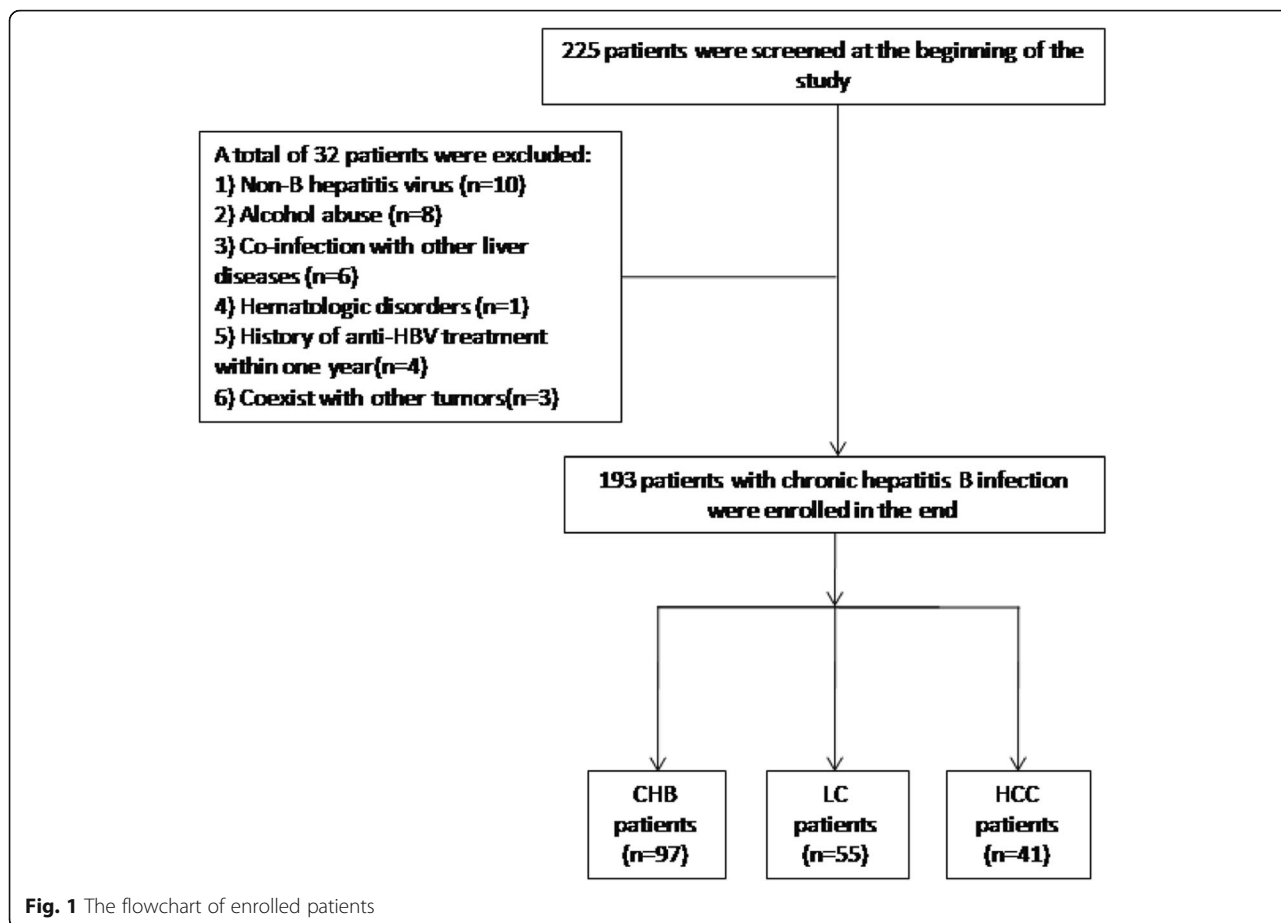 225 patients were screened at the beginning of the
study
A total of 32 patients were excluded:
1) Non-B hepatitis virus (n=10)
2) Alcohol abuse (n=8)
3) Co-infection with other liver
diseases (n=6)
4) Hematologic disorders (n=1)
5) History of anti-HBV treatment
within one year(n=4)
6) Coexist with other tumors(n=3)
193 patients with chronic hepatitis B infection
were enrolled in the end
CHB
patients
(n=97)
LC
patients
(n=55)
HCC
patients
(n=41)
Fig. 1 The flowchart of enrolled patients